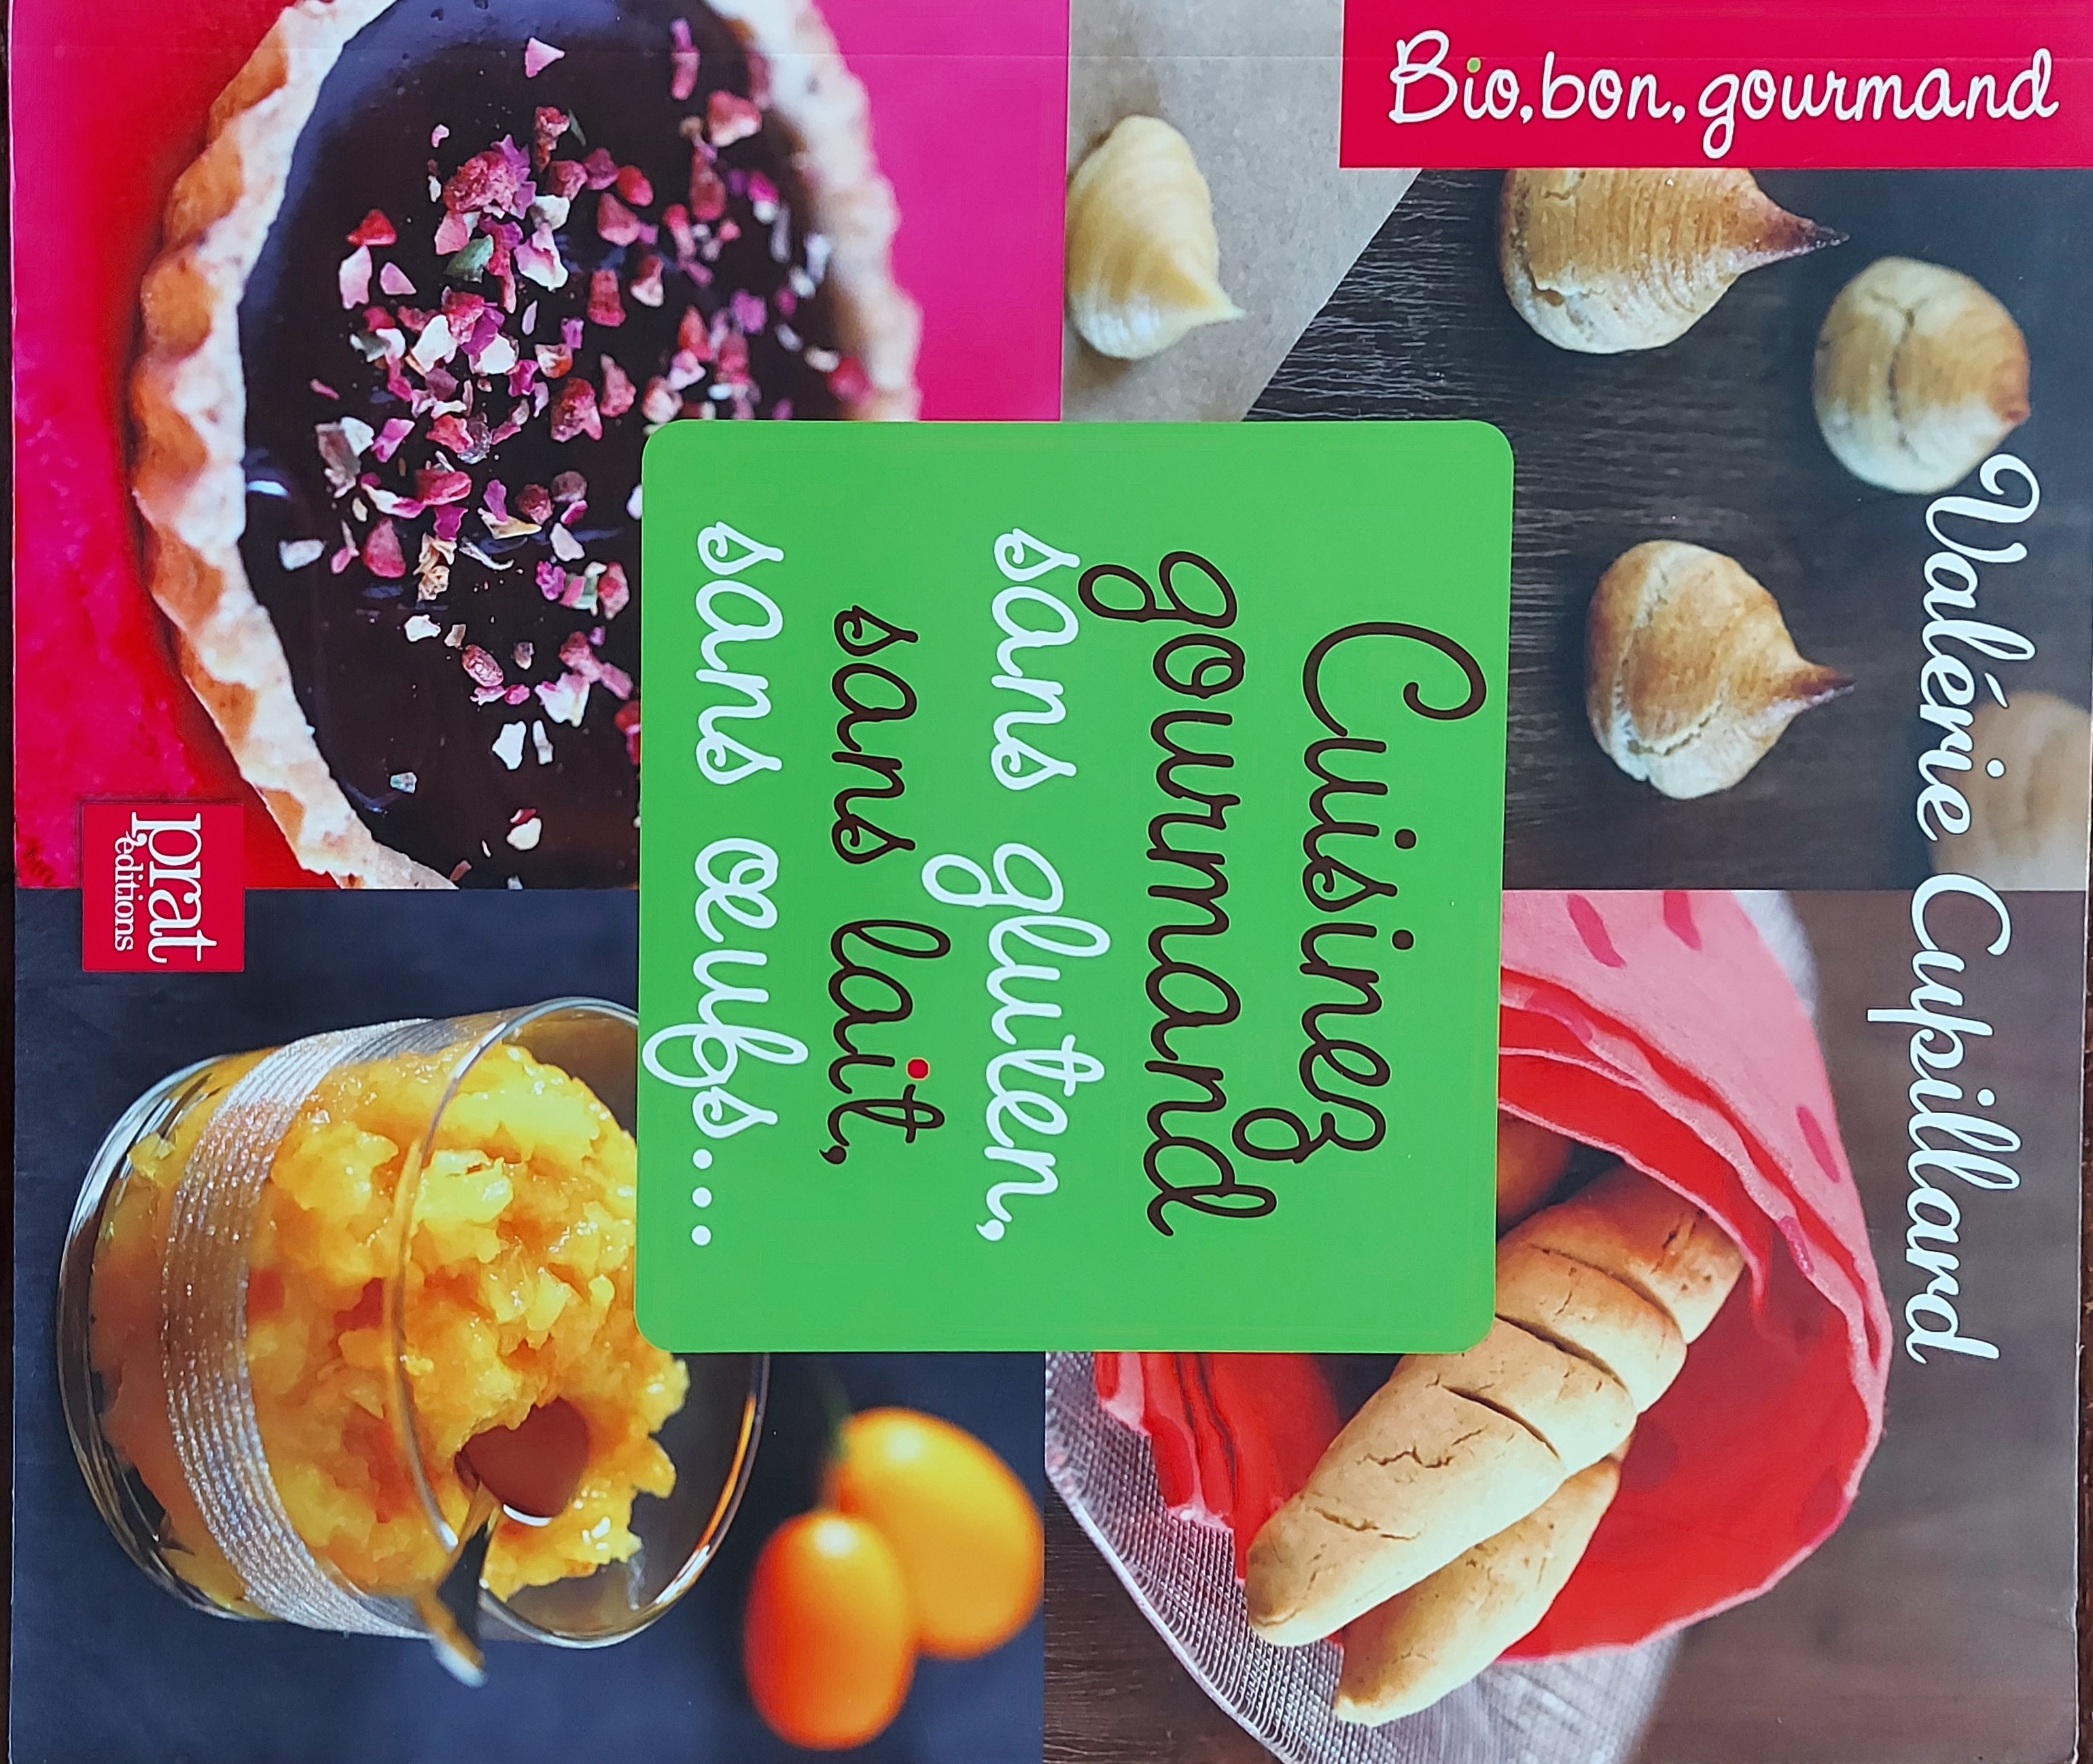 Valérie Cupillard
Bio, bon, gourmand
Cuisinez
gourmand
sans gluten,
sans lait,
sans œufs...
prat
éditions